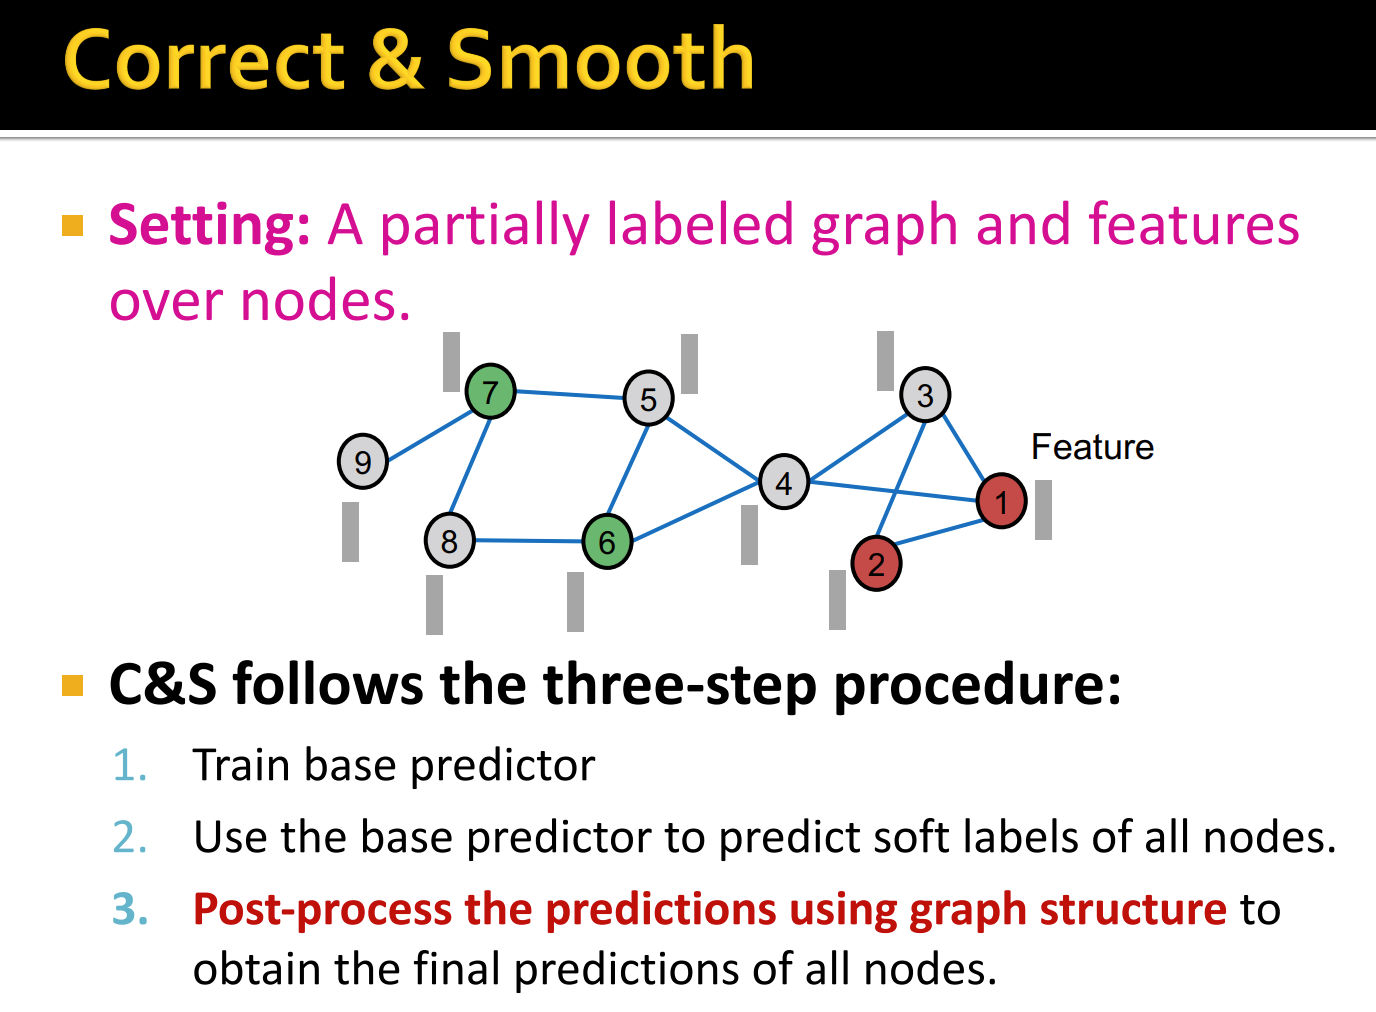 Correct & Smooth
Setting: A partially labeled graph and features
over nodes.
7
5
3
9
Feature
4
1
8
6
2
C&S follows the three-step procedure:
1. Train base predictor
2. Use the base predictor to predict soft labels of all nodes.
3. Post-process the predictions using graph structure to
obtain the final predictions of all nodes.